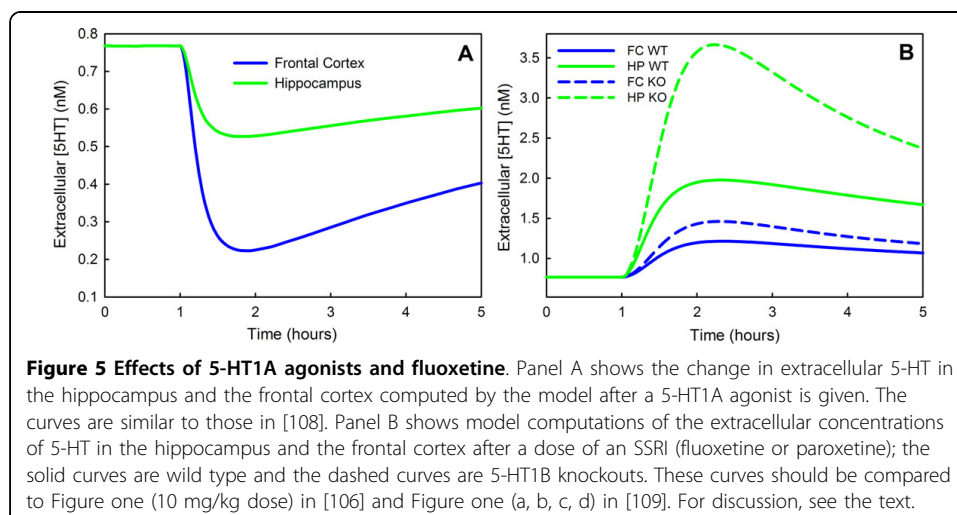 A
Frontal Cortex
Hippocampus
Extracellular [5HT] (nM)
0.8
0.7
0.6
0.5
0.4
0.3
0.2
0.1
0 1 2 3 4 5
Time (hours)
B
FC WT
HP WT
FC KO
HP KO
Extracellular [5HT] (nM)
3.5
3.0
2.5
2.0
1.5
1.0
0 1 2 3 4 5
Time (hours)
Figure 5 Effects of 5-HT1A agonists and fluoxetine. Panel A shows the change in extracellular 5-HT in
the hippocampus and the frontal cortex computed by the model after a 5-HT1A agonist is given. The
curves are similar to those in [108]. Panel B shows model computations of the extracellular concentrations
of 5-HT in the hippocampus and the frontal cortex after a dose of an SSRI (fluoxetine or paroxetine); the
solid curves are wild type and the dashed curves are 5-HT1B knockouts. These curves should be compared
to Figure one (10 mg/kg dose) in [106] and Figure one (a, b, c, d) in [109]. For discussion, see the text.